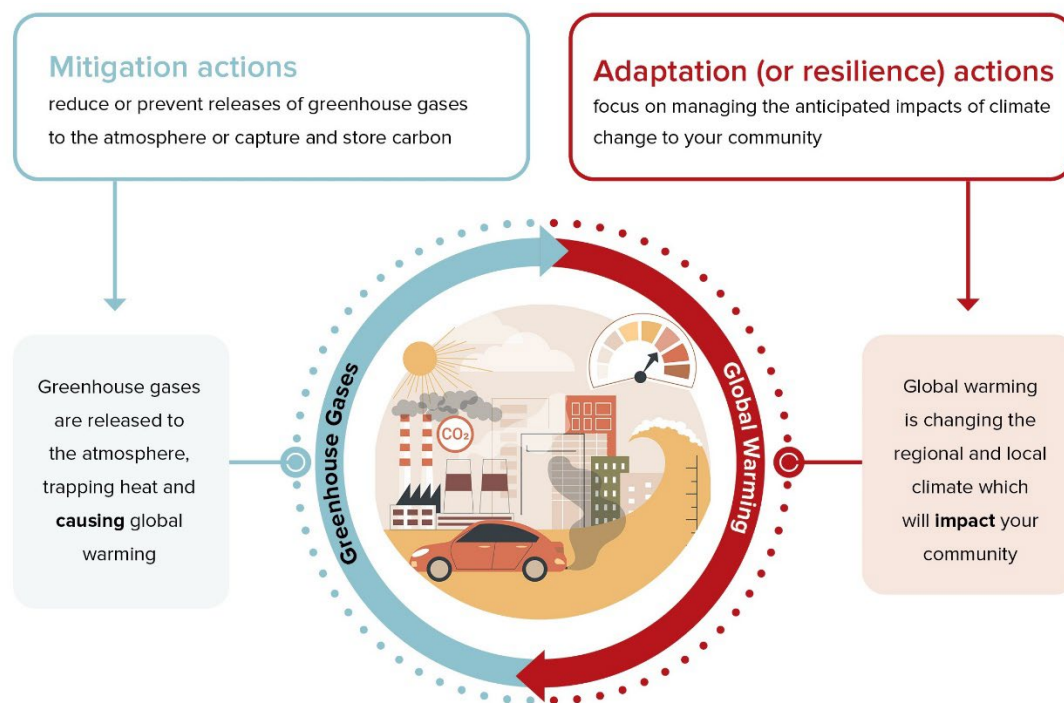 Mitigation actions
reduce or prevent releases of greenhouse gases
to the atmosphere or capture and store carbon
Adaptation (or resilience) actions
focus on managing the anticipated impacts of climate
change to your community
Greenhouse gases
are released to
the atmosphere,
trapping heat and
causing global
warming
Greenhouse Gases
CO₂
Global Warming
Global warming
is changing the
regional and local
climate which
will impact your
community